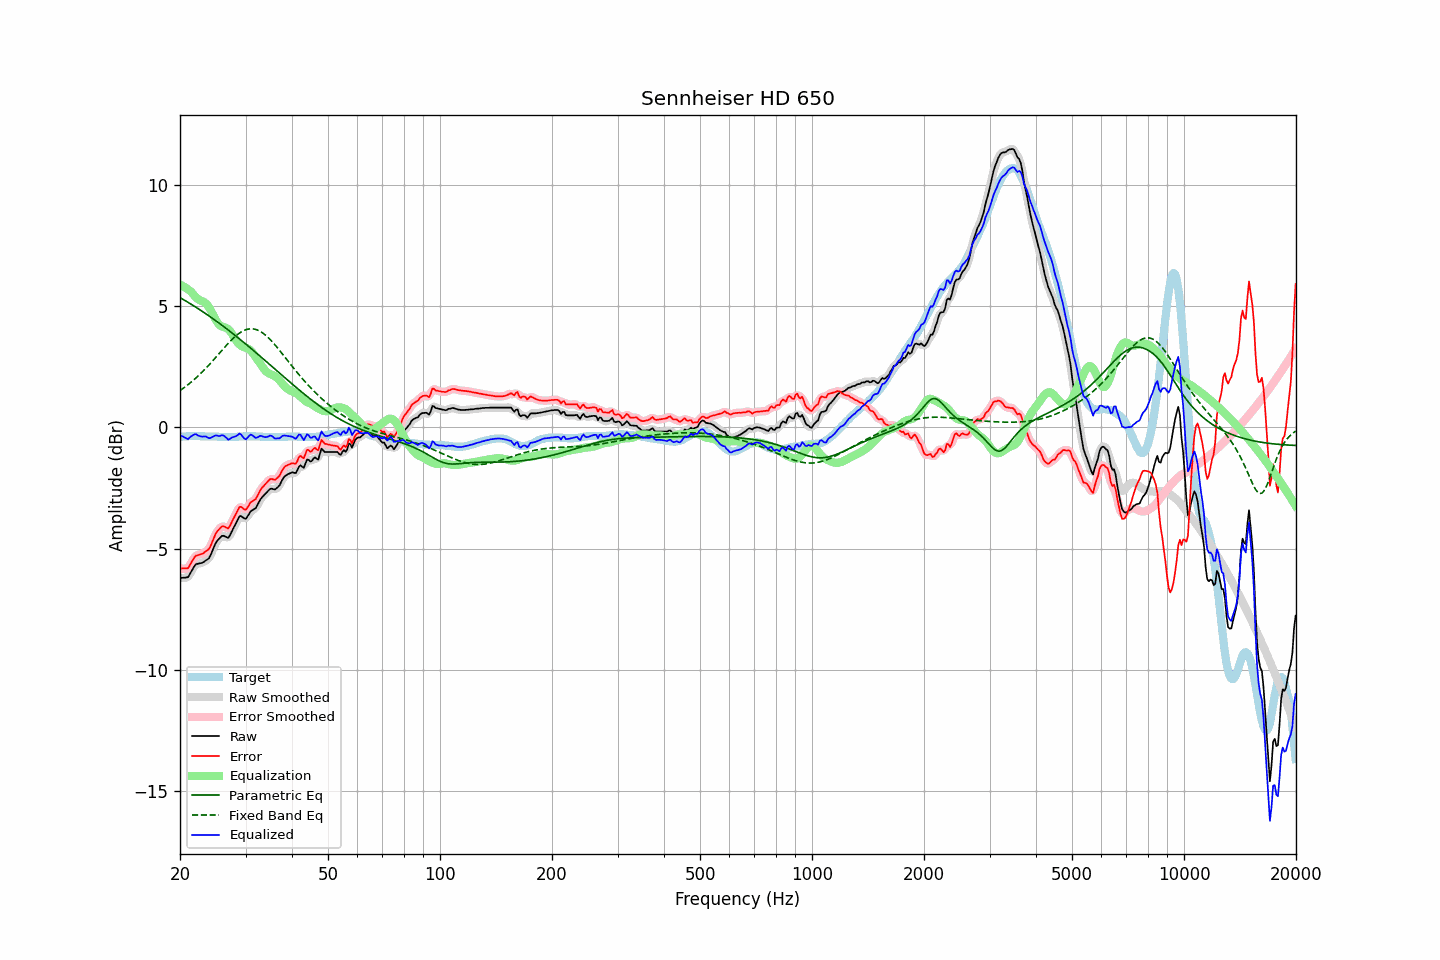 Sennheiser HD 650
Amplitude (dBr)
10
5
0
−5
−10
−15
Target
Raw Smoothed
Error Smoothed
Raw
Error
Equalization
Parametric Eq
Fixed Band Eq
Equalized
20 50 100 200 500 1000 2000 5000 10000 20000
Frequency (Hz)